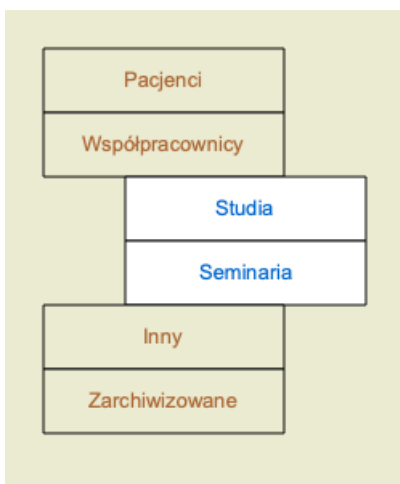 Pacjenci
Współpracownicy
Studia
Seminaria
Inny
Zarchiwizowane